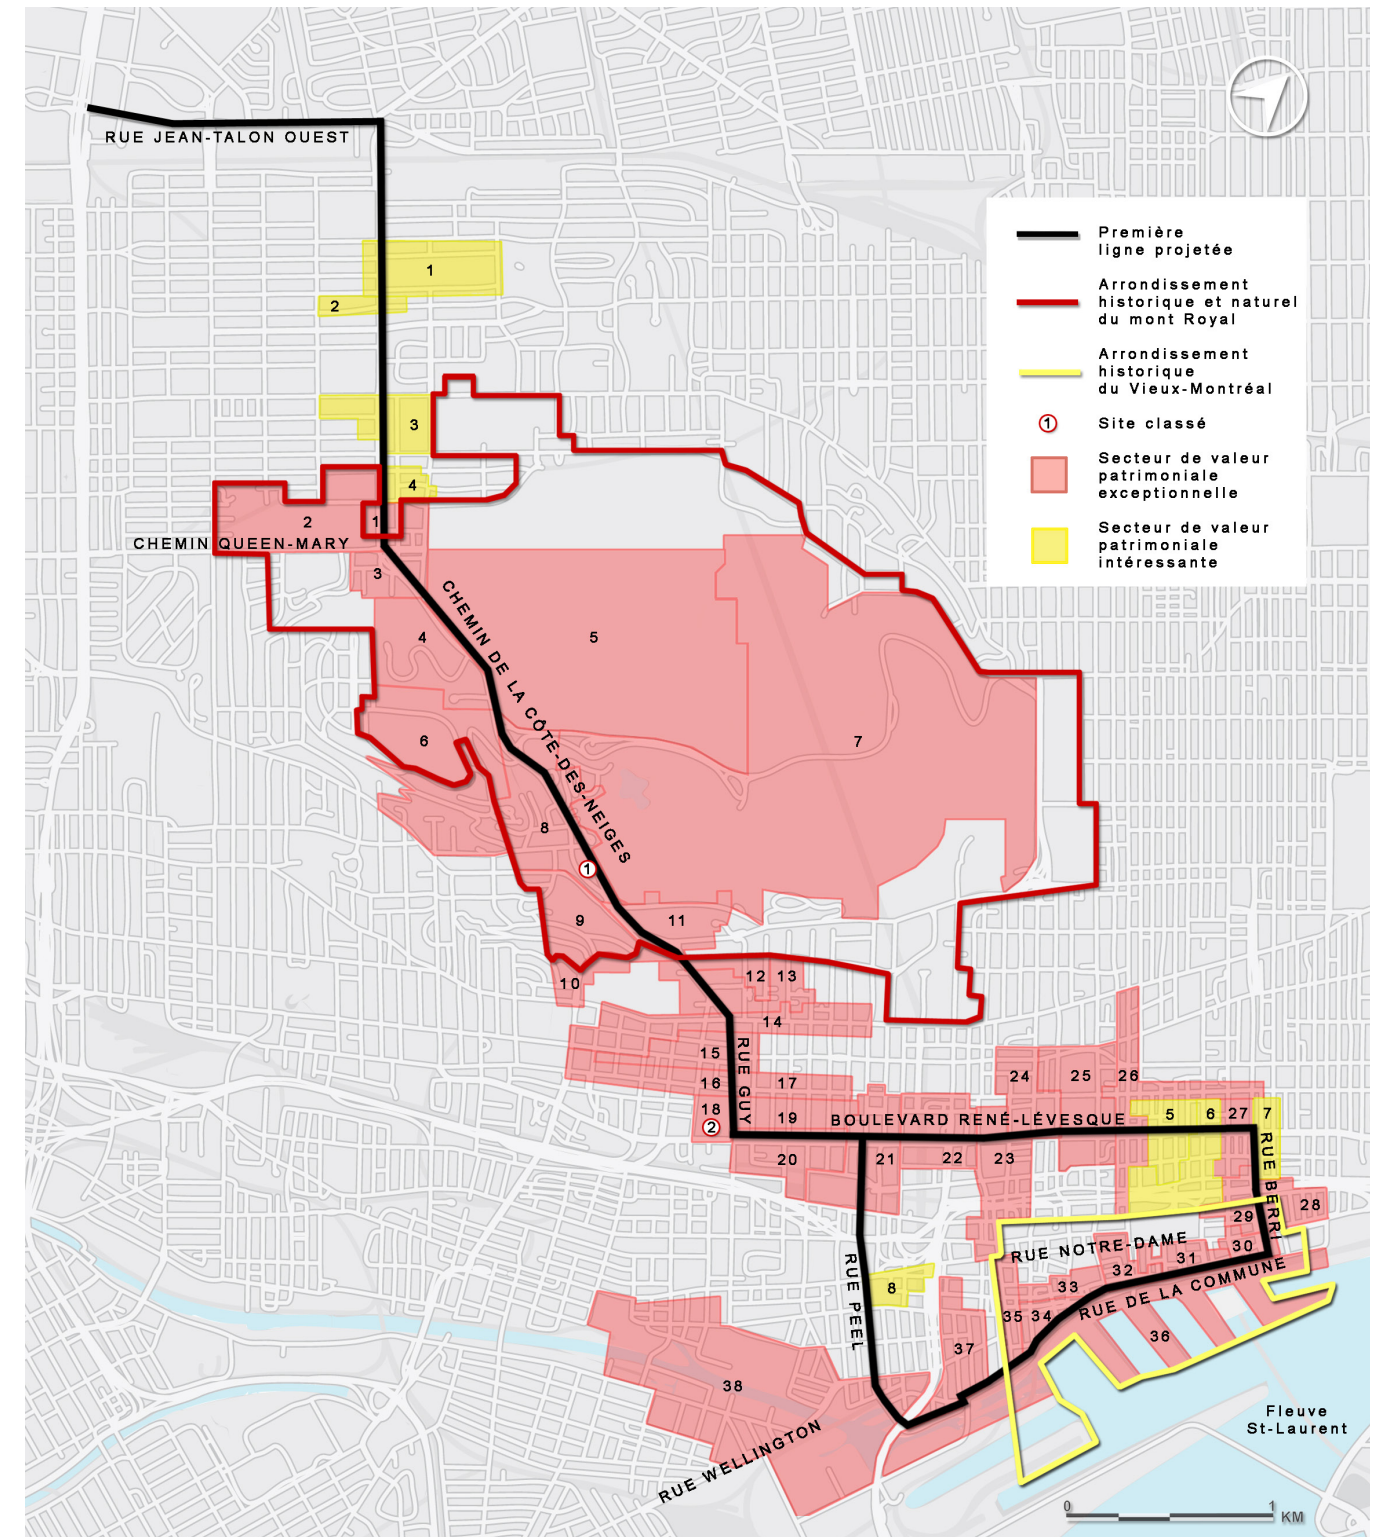 RUE JEAN-TALON OUEST
Première
ligne projetée
Arrondissement
historique et naturel
du mont Royal
Arrondissement
historique
du Vieux-Montréal
1
Site classé
Secteur de valeur
patrimoniale
exceptionnelle
Secteur de valeur
patrimoniale
intéressante
1
2
3
4
2
1
CHEMIN QUEEN-MARY
3
CHEMIN DE LA CÔTE-DES-NEIGES
4
5
6
7
8
1
9
11
10
12
13
14
15
RUE GUY
16
17
18
19
2
BOULEVARD RENÉ-LÉVESQUE
24
25
26
5
6
27
7
20
21
22
23
RUE BERRI
28
29
RUE NOTRE-DAME
30
31
32
33
RUE DE LA COMMUNE
RUE PEEL
8
35
34
36
37
38
RUE WELLINGTON
Fleuve
St-Laurent
0
1
KM